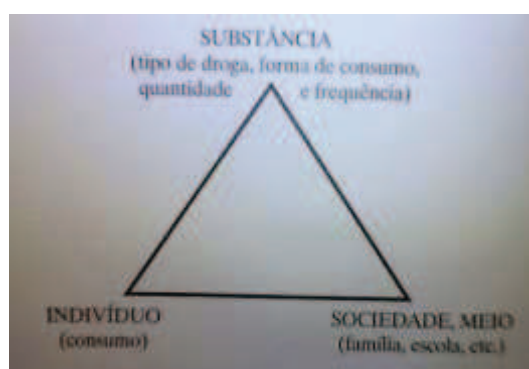 SUBSTÂNCIA
(tipo de droga, forma de consumo,
quantidade e frequência)
INDIVÍDUO
(consumo)
SOCIEDADE, MEIO
(família, escola, etc.)